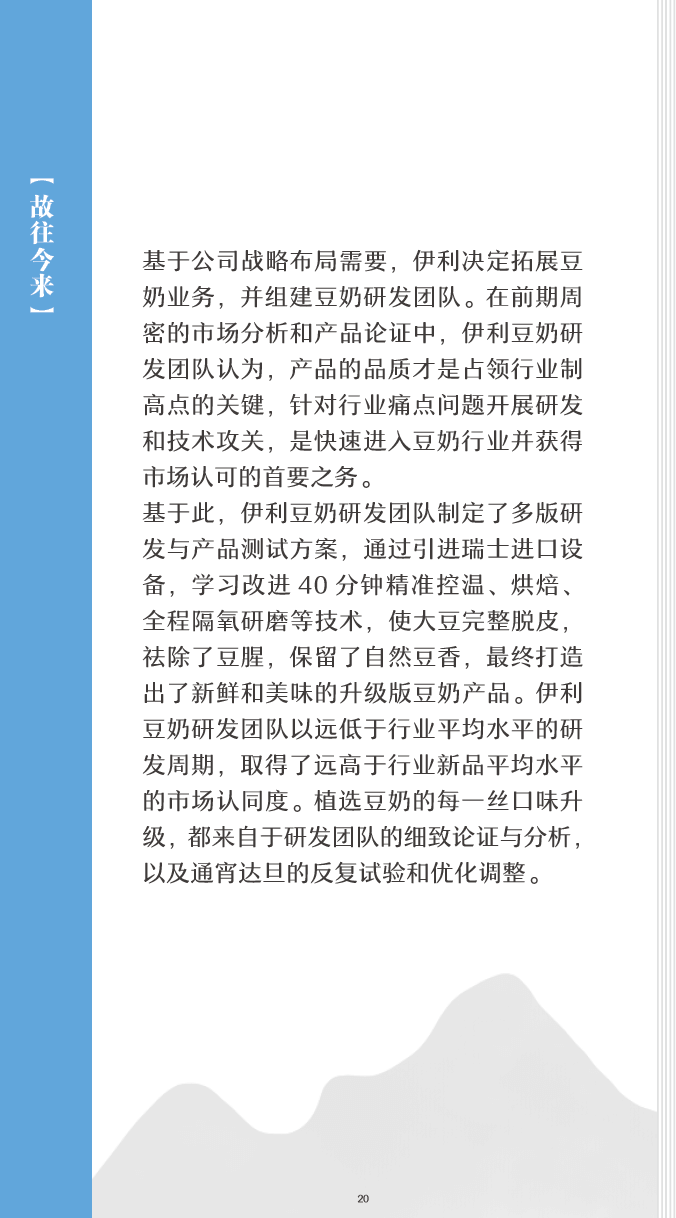 【故往今来】
基于公司战略布局需要，伊利决定拓展豆
奶业务，并组建豆奶研发团队。在前期周
密的市场分析和产品论证中，伊利豆奶研
发团队认为，产品的品质才是占领行业制
高点的关键，针对行业痛点问题开展研发
和技术攻关，是快速进入豆奶行业并获得
市场认可的首要之务。
基于此，伊利豆奶研发团队制定了多版研
发与产品测试方案，通过引进瑞士进口设
备，学习改进 40 分钟精准控温、烘焙、
全程隔氧研磨等技术，使大豆完整脱皮，
祛除了豆腥，保留了自然豆香，最终打造
出了新鲜和美味的升级版豆奶产品。伊利
豆奶研发团队以远低于行业平均水平的研
发周期，取得了远高于行业新品平均水平
的市场认同度。植选豆奶的每一丝口味升
级，都来自于研发团队的细致论证与分析，
以及通宵达旦的反复试验和优化调整。
20